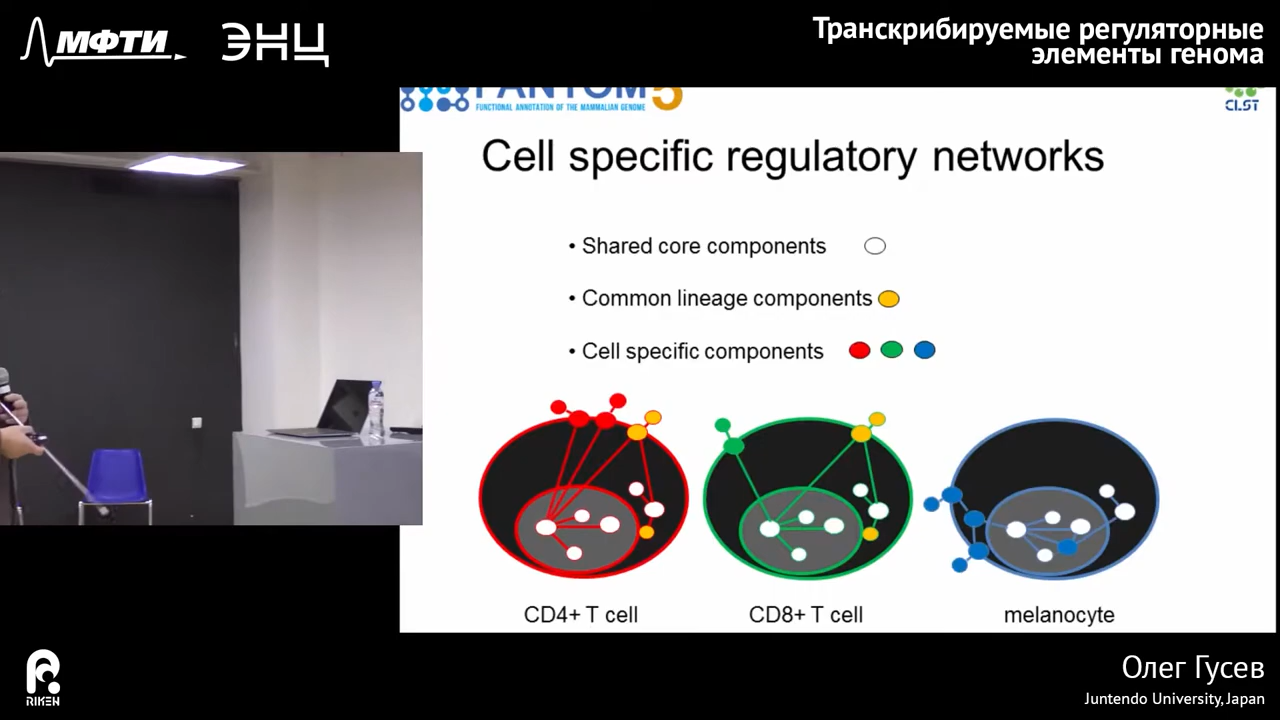 МФТИ
ЭНЦ
Транскрибируемые регуляторные
элементы генома
FANTOM5
FUNCTIONAL ANNOTATION OF THE MAMMALIAN GENOME
CLST
Cell specific regulatory networks
• Shared core components
• Common lineage components
• Cell specific components
CD4+ T cell
CD8+ T cell
melanocyte
RIKEN
Олег Гусев
Juntendo University, Japan